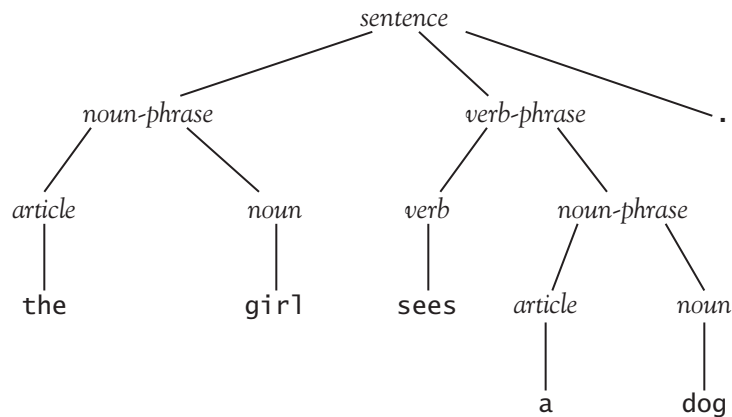 sentence
noun-phrase verb-phrase .
article noun verb noun-phrase
the girl sees article noun
a dog